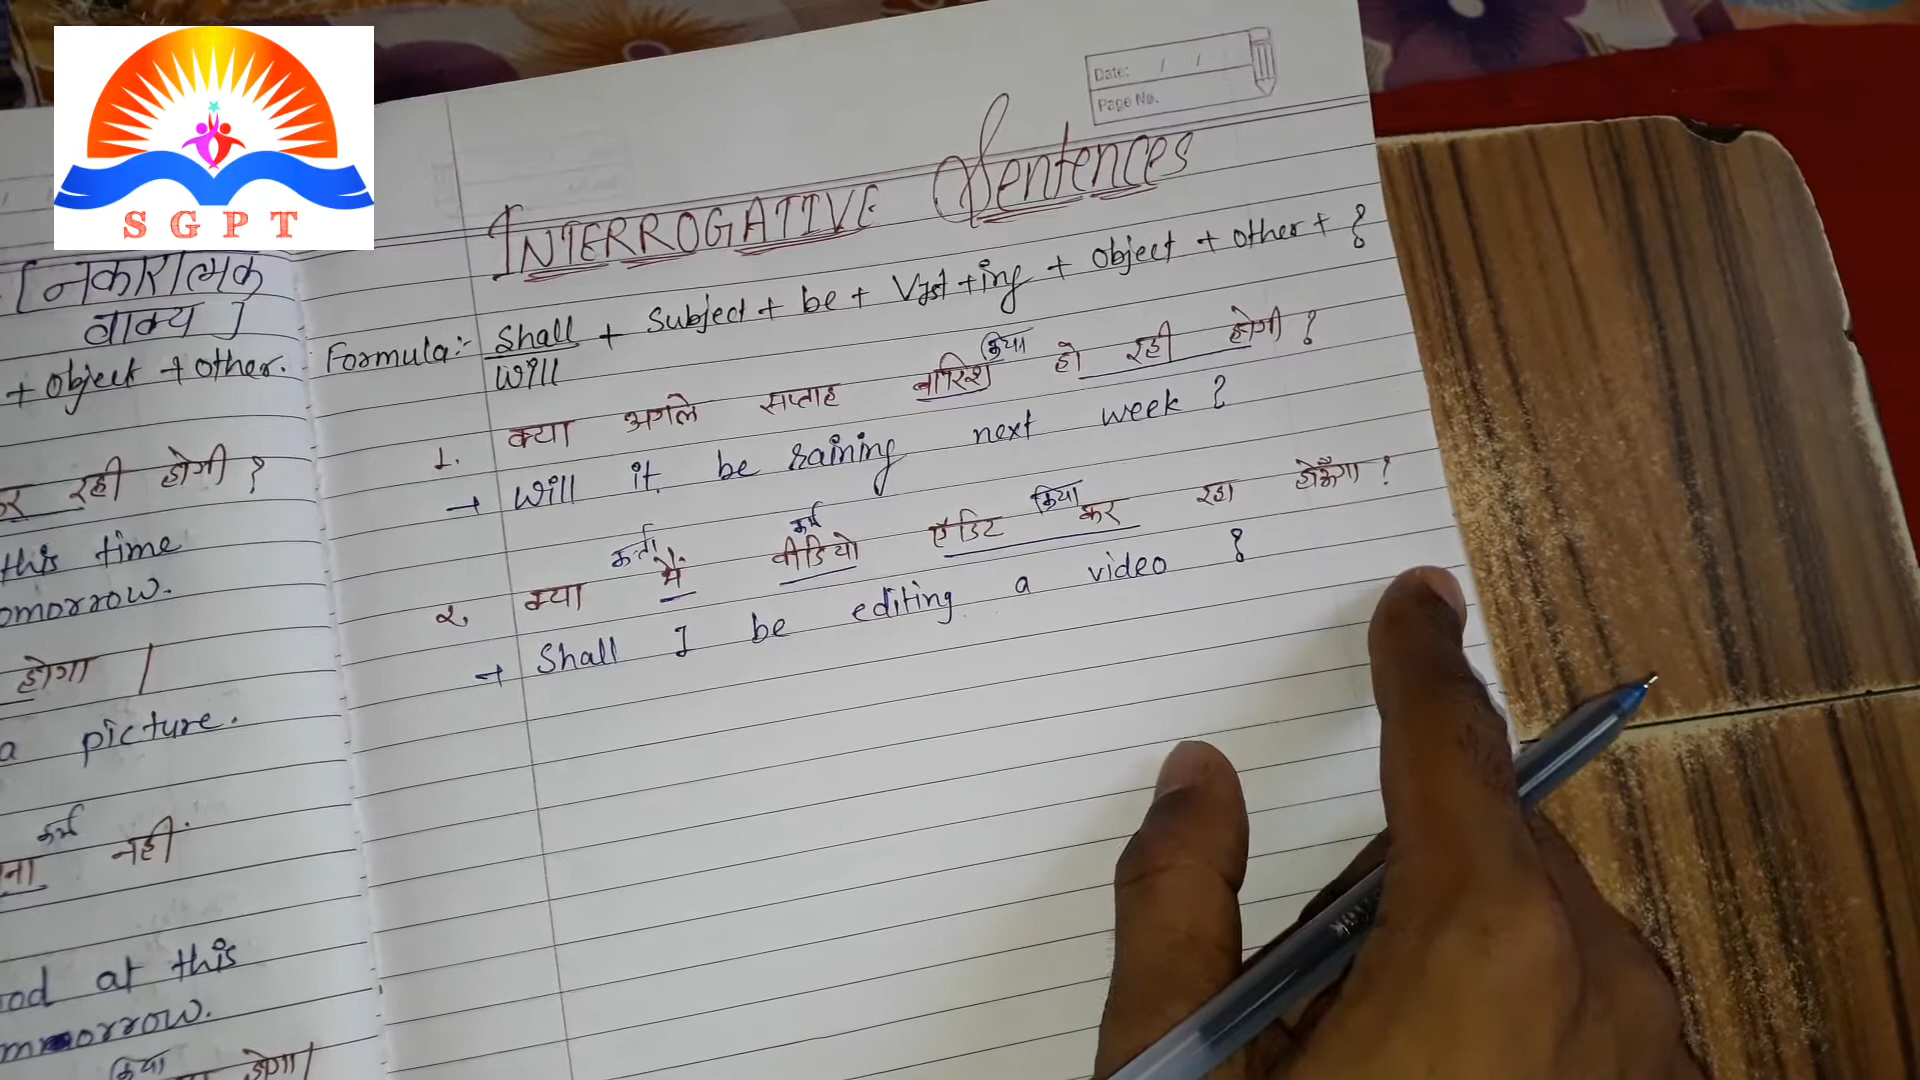 SGPT
Date: / /
Page No.
[नकारात्मक
वाक्य]
+ object + other.
रही होगी ?
this time
omorrow.
होगा |
a picture.
कर्म
ना नहीं
od at this
morrow.
क्रिया
होगा |
INTERROGATIVE Sentences
Formula:- Shall/Will + Subject + be + V1st + ing + object + other + ?
क्रिया
1. क्या अगले सप्ताह बारिश हो रही होगी ?
→ Will it be raining next week ?
कर्ता कर्म क्रिया
2. क्या मैं वीडियो एडिट कर रहा होऊँगा ?
→ Shall I be editing a video ?